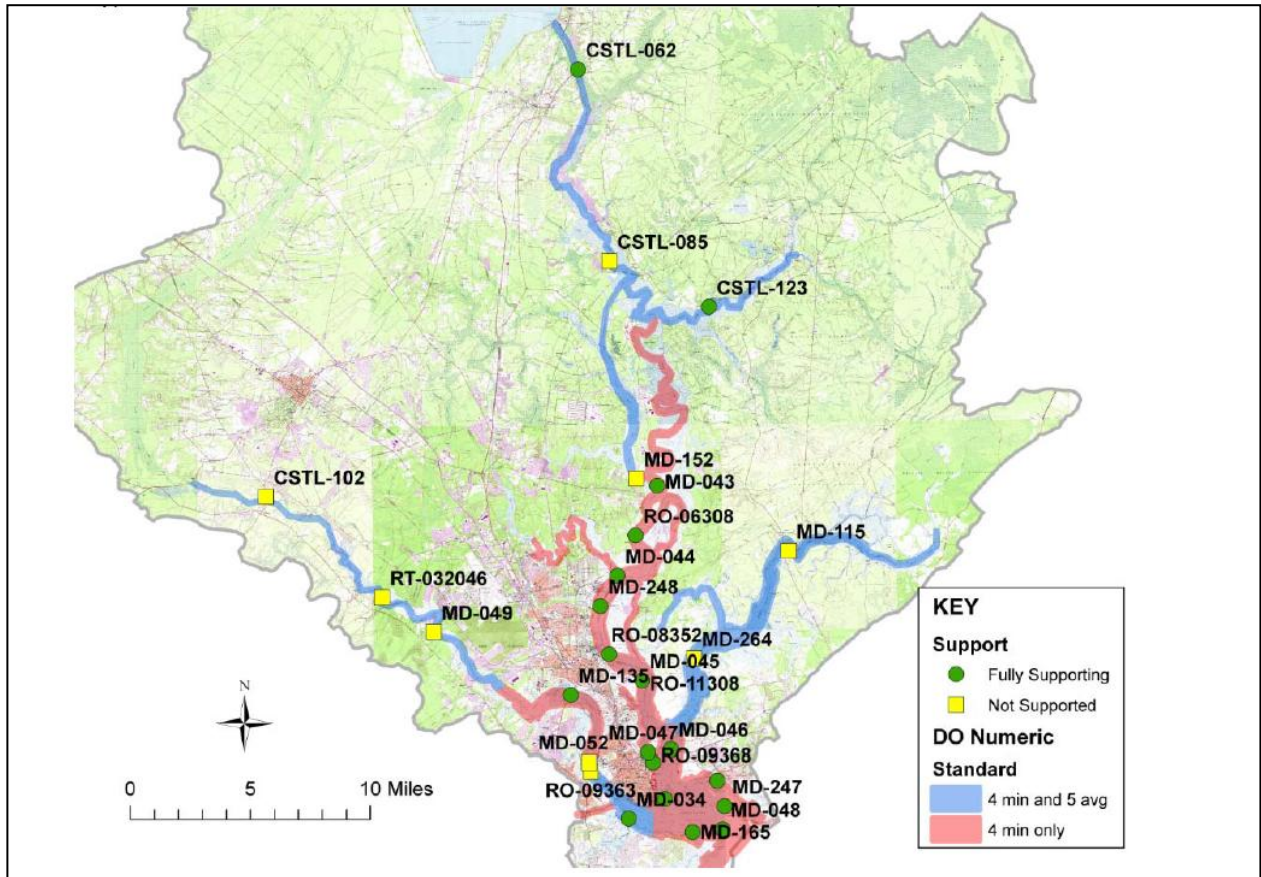 CSTL-062
CSTL-085
CSTL-123
MD-152
CSTL-102
MD-043
RO-06308
MD-115
MD-044
RT-032046
MD-248
MD-049
RO-08352
MD-264
MD-045
MD-135
RO-11308
MD-047
MD-046
MD-052
RO-09368
MD-247
RO-09363
MD-034
MD-048
MD-165
N
0 5 10 Miles
KEY
Support
Fully Supporting
Not Supported
DO Numeric
Standard
4 min and 5 avg
4 min only